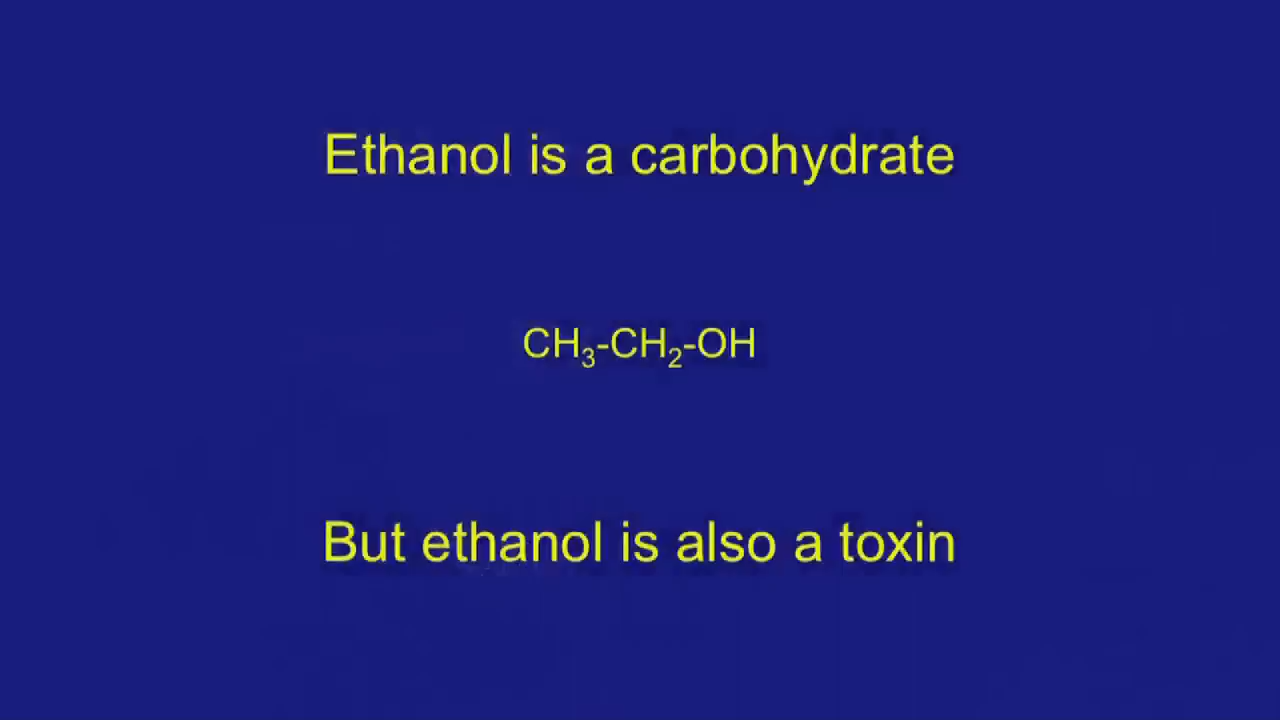 Ethanol is a carbohydrate
CH₃-CH₂-OH
But ethanol is also a toxin